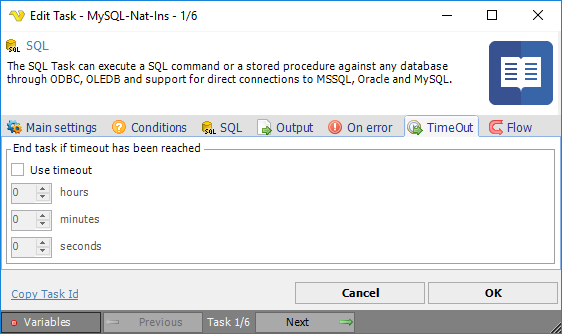 Edit Task - MySQL-Nat-Ins - 1/6
SQL
SQL
The SQL Task can execute a SQL command or a stored procedure against any database
through ODBC, OLEDB and support for direct connections to MSSQL, Oracle and MySQL.
Main settings
Conditions
SQL
SQL
Output
On error
TimeOut
Flow
End task if timeout has been reached
Use timeout
0 hours
0 minutes
0 seconds
Copy Task Id
Cancel
OK
Variables
Previous
Task 1/6
Next